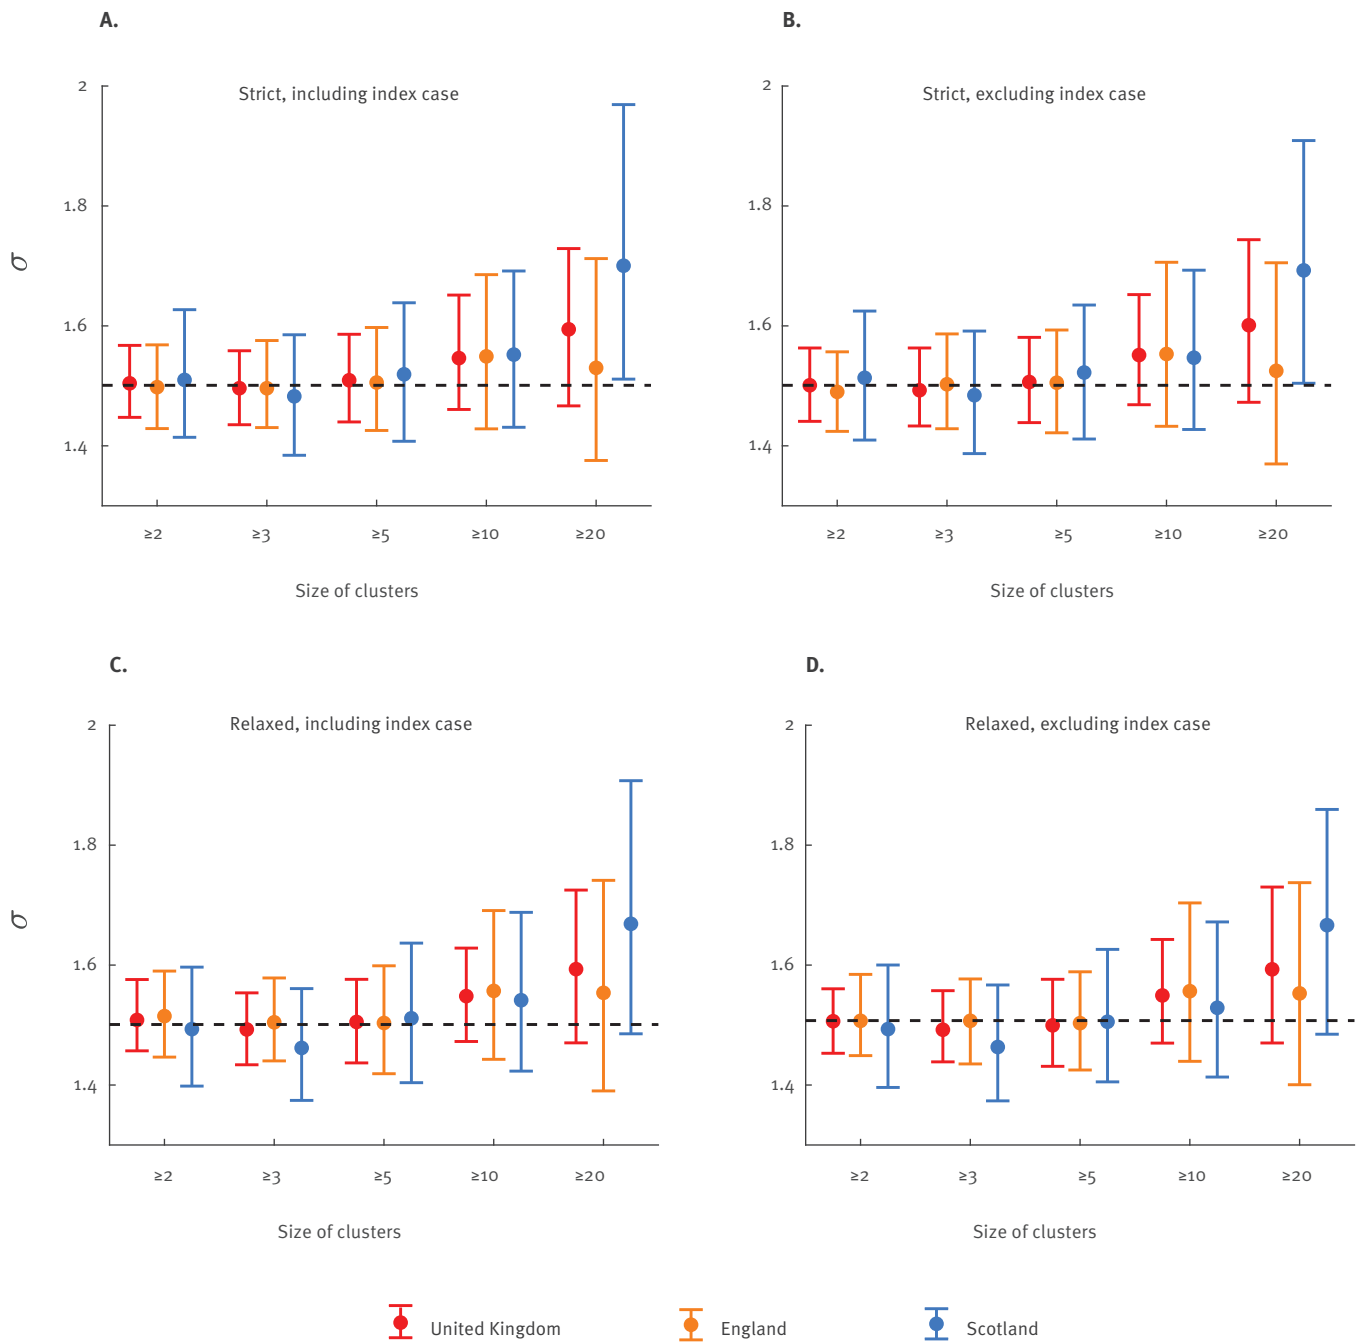 A.
Strict, including index case
2
1.8
1.6
1.4
σ
≥2 ≥3 ≥5 ≥10 ≥20
Size of clusters
B.
Strict, excluding index case
2
1.8
1.6
1.4
≥2 ≥3 ≥5 ≥10 ≥20
Size of clusters
C.
Relaxed, including index case
2
1.8
1.6
1.4
σ
≥2 ≥3 ≥5 ≥10 ≥20
Size of clusters
D.
Relaxed, excluding index case
2
1.8
1.6
1.4
≥2 ≥3 ≥5 ≥10 ≥20
Size of clusters
United Kingdom England Scotland